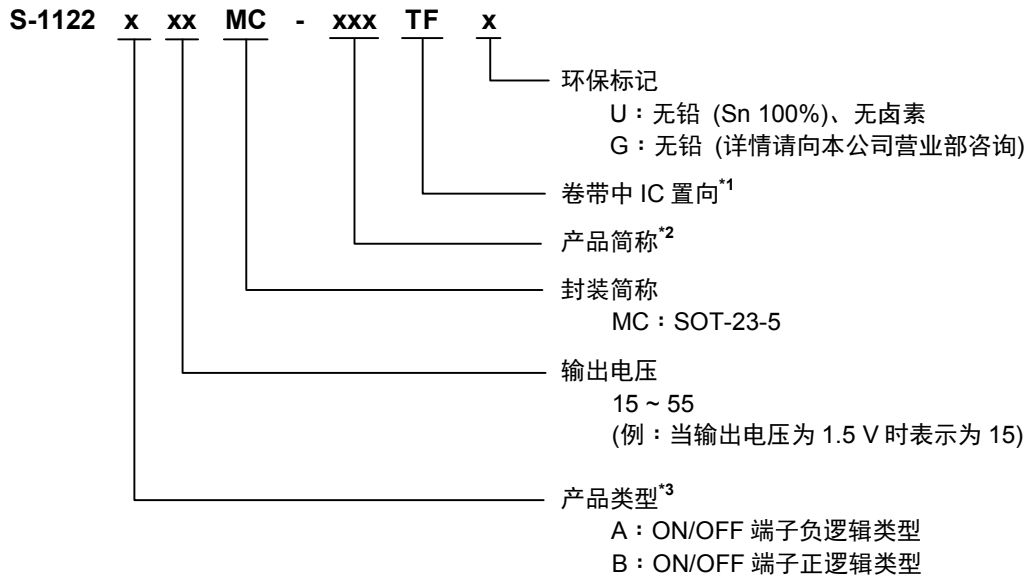 S-1122 x xx MC - xxx TF x
环保标记
U：无铅 (Sn 100%)、无卤素
G：无铅 (详情请向本公司营业部咨询)
卷带中 IC 置向*1
产品简称*2
封装简称
MC：SOT-23-5
输出电压
15 ~ 55
(例：当输出电压为 1.5 V 时表示为 15)
产品类型*3
A：ON/OFF 端子负逻辑类型
B：ON/OFF 端子正逻辑类型